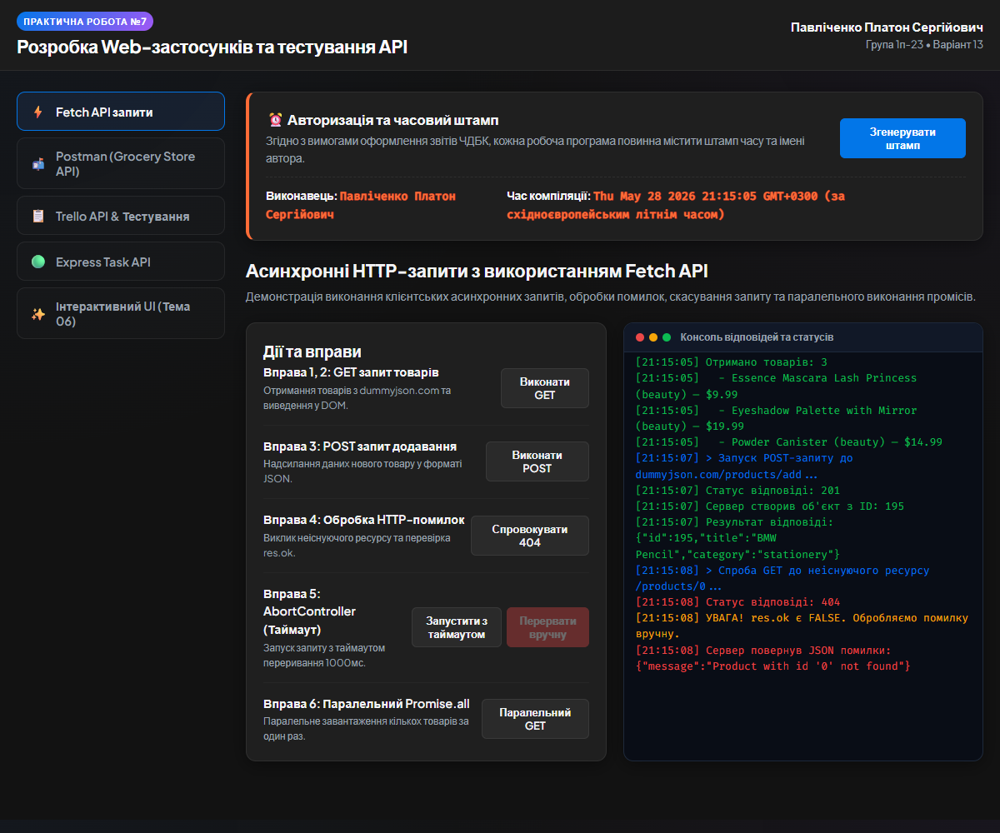 ПРАКТИЧНА РОБОТА №7
Розробка Web-застосунків та тестування API
Павліченко Платон Сергійович
Група 1п-23 • Варіант 13
Fetch API запити
Postman (Grocery Store
API)
Trello API & Тестування
Express Task API
Інтерактивний UI (Тема
06)
Авторизація та часовий штамп
Згідно з вимогами оформлення звітів ЧДБК, кожна робоча програма повинна містити штамп часу та імені
автора.
Згенерувати
штамп
Виконавець: Павліченко Платон
Сергійович
Час компіляції: Thu May 28 2026 21:15:05 GMT+0300 (за
східноєвропейським літнім часом)
Асинхронні HTTP-запити з використанням Fetch API
Демонстрація виконання клієнтських асинхронних запитів, обробки помилок, скасування запиту та паралельного виконання промісів.
Дії та вправи
Вправа 1, 2: GET запит товарів
Отримання товарів з dummyjson.com та
виведення у DOM.
Виконати
GET
Вправа 3: POST запит додавання
Надсилання даних нового товару у форматі
JSON.
Виконати
POST
Вправа 4: Обробка HTTP-помилок
Виклик неіснуючого ресурсу та перевірка
res.ok.
Спровокувати
404
Вправа 5:
AbortController
(Таймаут)
Запуск запиту з таймаутом
переривання 1000мс.
Запустити з
таймаутом
Перервати
вручну
Вправа 6: Паралельний Promise.all
Паралельне завантаження кількох товарів за
один раз.
Паралельний
GET
Консоль відповідей та статусів
[21:15:05] Отримано товарів: 3
[21:15:05]   - Essence Mascara Lash Princess
(beauty) — $9.99
[21:15:05]   - Eyeshadow Palette with Mirror
(beauty) — $19.99
[21:15:05]   - Powder Canister (beauty) — $14.99
[21:15:07] > Запуск POST-запиту до
dummyjson.com/products/add...
[21:15:07] Статус відповіді: 201
[21:15:07] Сервер створив об'єкт з ID: 195
[21:15:07] Результат відповіді:
{"id":195,"title":"BMW
Pencil","category":"stationery"}
[21:15:08] > Спроба GET до неіснуючого ресурсу
/products/0...
[21:15:08] Статус відповіді: 404
[21:15:08] УВАГА! res.ok є FALSE. Обробляємо помилку
вручну.
[21:15:08] Сервер повернув JSON помилки:
{"message":"Product with id '0' not found"}